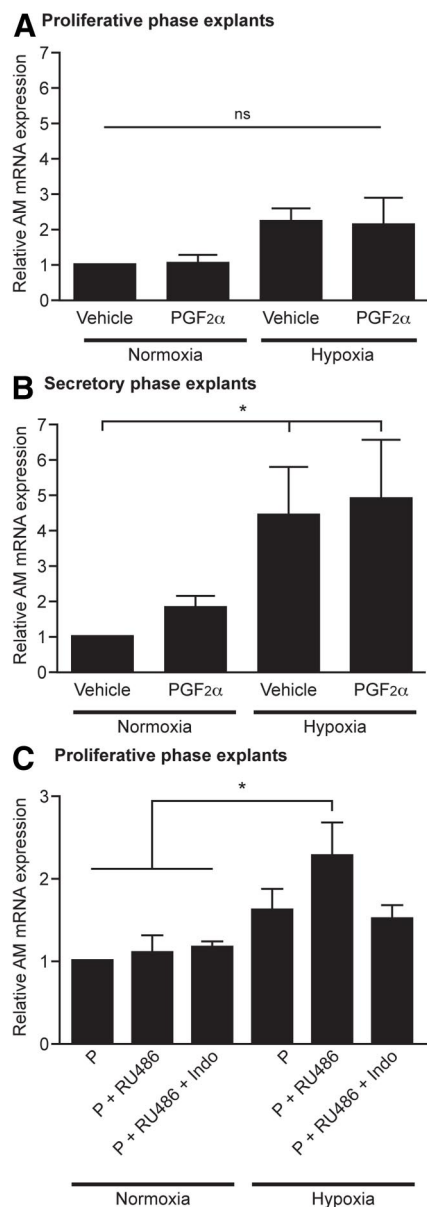 A Proliferative phase explants
Relative AM mRNA expression
7
6
5
4
3
2
1
0
ns
Vehicle PGF2α Vehicle PGF2α
Normoxia Hypoxia
B Secretory phase explants
Relative AM mRNA expression
7
6
5
4
3
2
1
0
*
Vehicle PGF2α Vehicle PGF2α
Normoxia Hypoxia
C Proliferative phase explants
Relative AM mRNA expression
3
2
1
0
*
P P + RU486 P + RU486 + Indo P P + RU486 P + RU486 + Indo
Normoxia Hypoxia